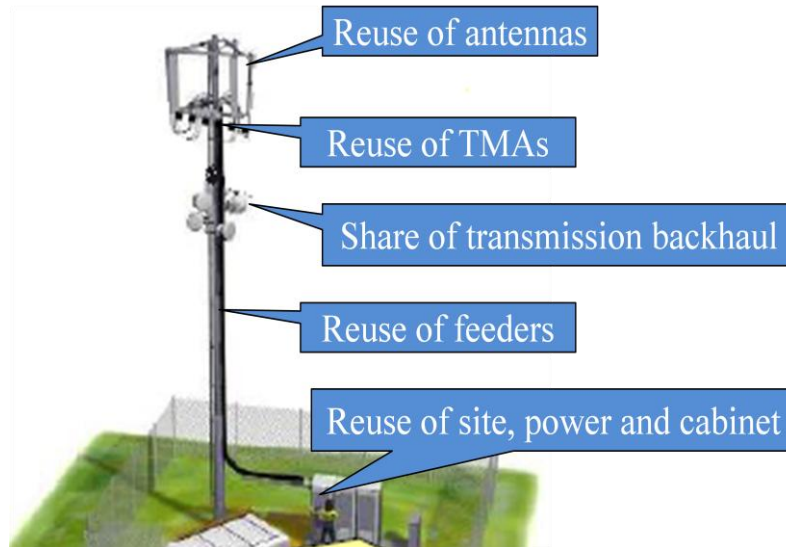 Reuse of antennas
Reuse of TMAs
Share of transmission backhaul
Reuse of feeders
Reuse of site, power and cabinet